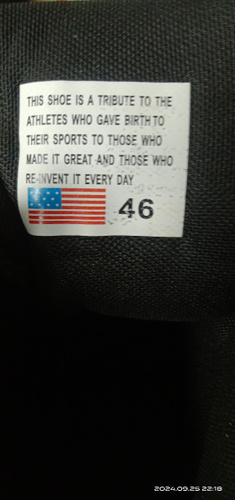 THIS SHOE IS A TRIBUTE TO THE
ATHLETES WHO GAVE BIRTH TO
THEIR SPORTS TO THOSE WHO
MADE IT GREAT AND THOSE WHO
RE-INVENT IT EVERY DAY
46
2024.09.25 22:18